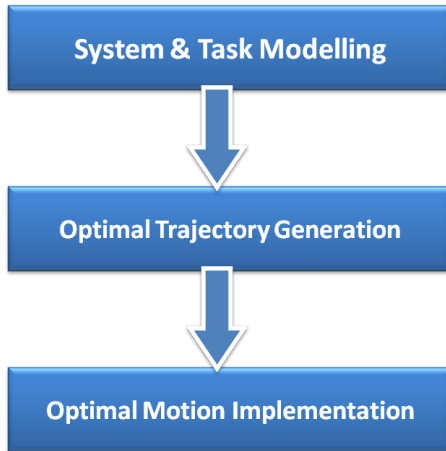 System & Task Modelling
Optimal Trajectory Generation
Optimal Motion Implementation